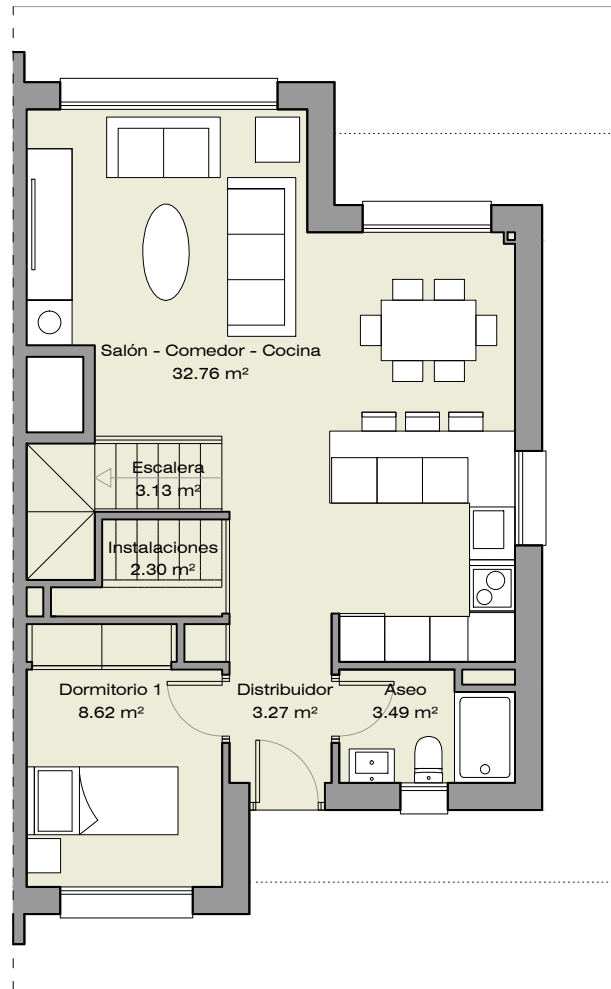 Salón - Comedor - Cocina
32.76 m²
Escalera
3.13 m²
Instalaciones
2.30 m²
Dormitorio 1
8.62 m²
Distribuidor
3.27 m²
Aseo
3.49 m²